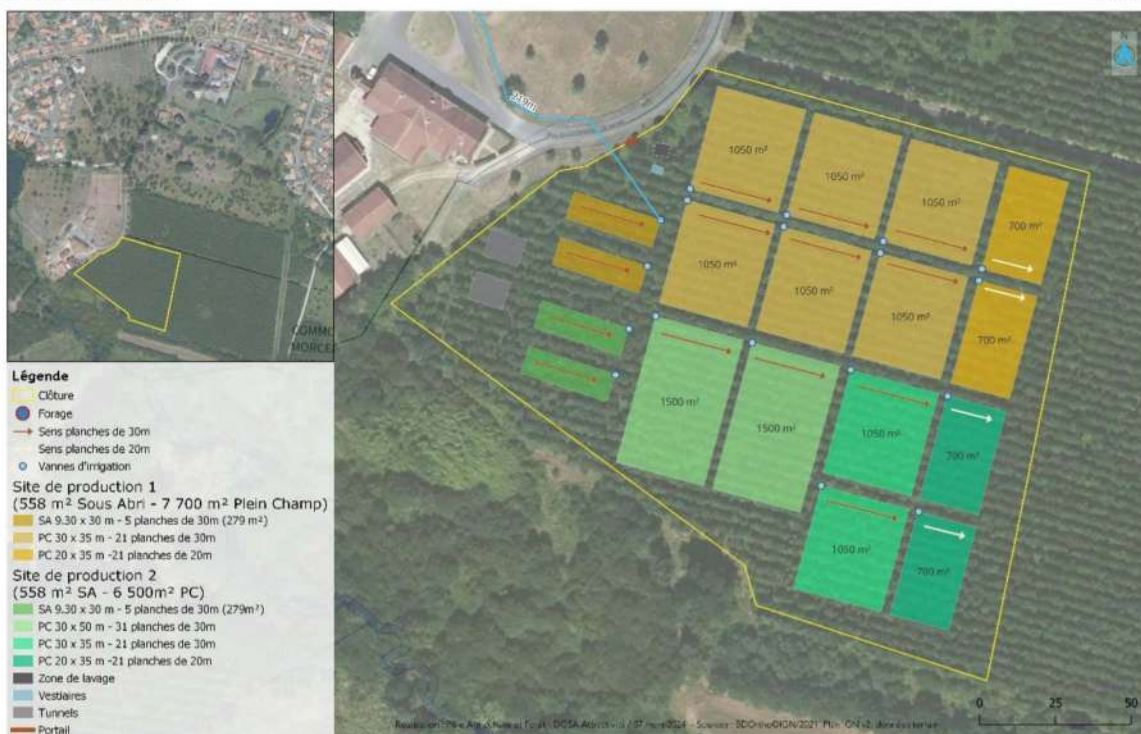 COMMU
MORCEN
Légende
Clôture
Forage
Sens planches de 30m
Sens planches de 20m
Vannes d'irrigation
Site de production 1
(558 m² Sous Abri - 7 700 m² Plein Champ)
SA 9.30 x 30 m - 5 planches de 30m (279 m²)
PC 30 x 35 m - 21 planches de 30m
PC 20 x 35 m -21 planches de 20m
Site de production 2
(558 m² SA - 6 500m² PC)
SA 9.30 x 30 m - 5 planches de 30m (279m²)
PC 30 x 50 m - 31 planches de 30m
PC 30 x 35 m - 21 planches de 30m
PC 20 x 35 m -21 planches de 20m
Zone de lavage
Vestiaires
Tunnels
Portail
219m
N
1050 m²
1050 m²
1050 m²
700 m²
1050 m²
1050 m²
1050 m²
700 m²
1500 m²
1500 m²
1050 m²
700 m²
1050 m²
700 m²
0 25 50